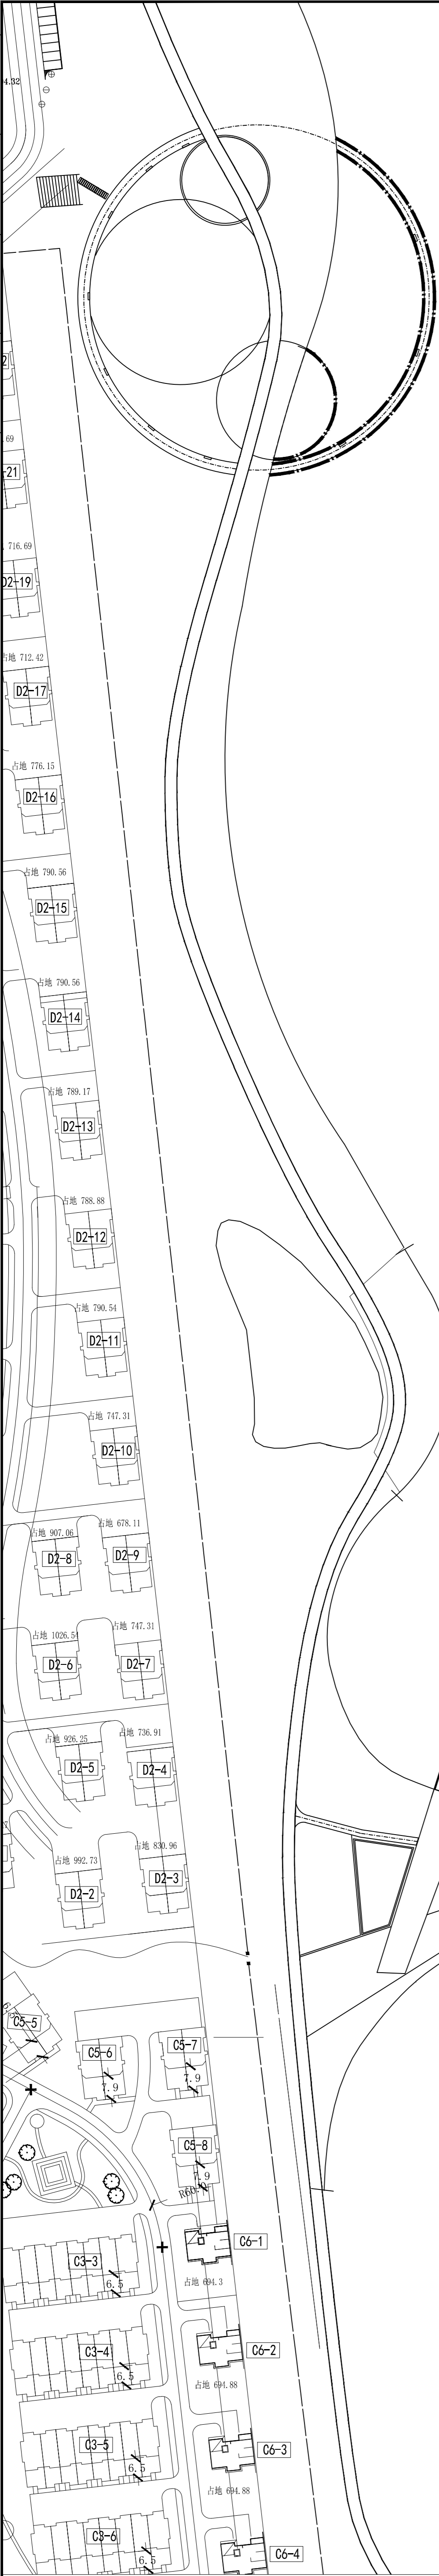 4.32
2
.69
-21
716.69
D2-19
占地 712.42
D2-17
占地 776.15
D2-16
占地 790.56
D2-15
占地 790.56
D2-14
占地 789.17
D2-13
占地 788.88
D2-12
占地 790.54
D2-11
占地 747.31
D2-10
占地 678.11
占地 907.06
D2-9
D2-8
占地 747.31
占地 1026.54
D2-7
D2-6
占地 736.91
占地 926.25
D2-5
D2-4
占地 830.96
占地 992.73
D2-3
D2-2
C5-5
C5-7
C5-6
7.9
7.9
C5-8
7.9
C6-1
C3-3
占地 694.3
6.5
C6-2
C3-4
6.5
占地 694.88
C3-5
C6-3
6.5
占地 694.88
C3-6
C6-4
6.5